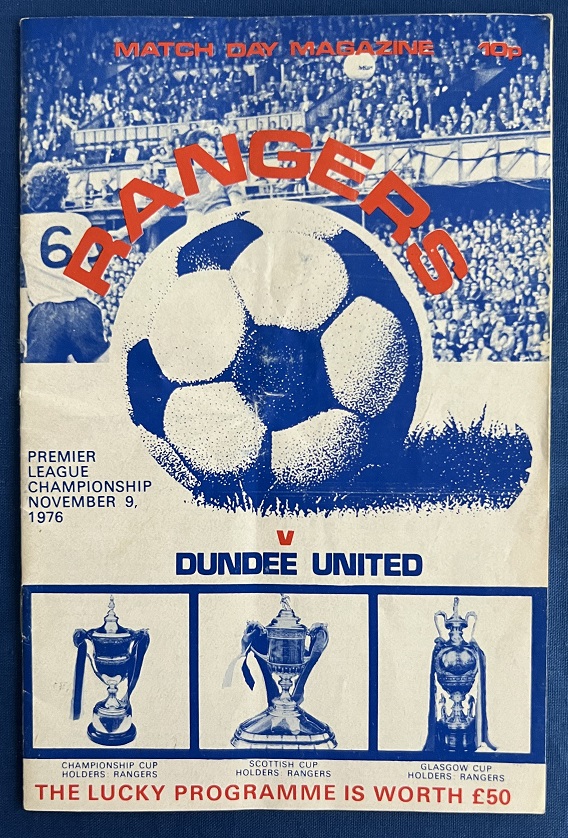 MATCH DAY MAGAZINE 10p
RANGERS
6
PREMIER
LEAGUE
CHAMPIONSHIP
NOVEMBER 9,
1976
v
DUNDEE UNITED
CHAMPIONSHIP CUP
HOLDERS: RANGERS
SCOTTISH CUP
HOLDERS: RANGERS
GLASGOW CUP
HOLDERS: RANGERS
THE LUCKY PROGRAMME IS WORTH £50